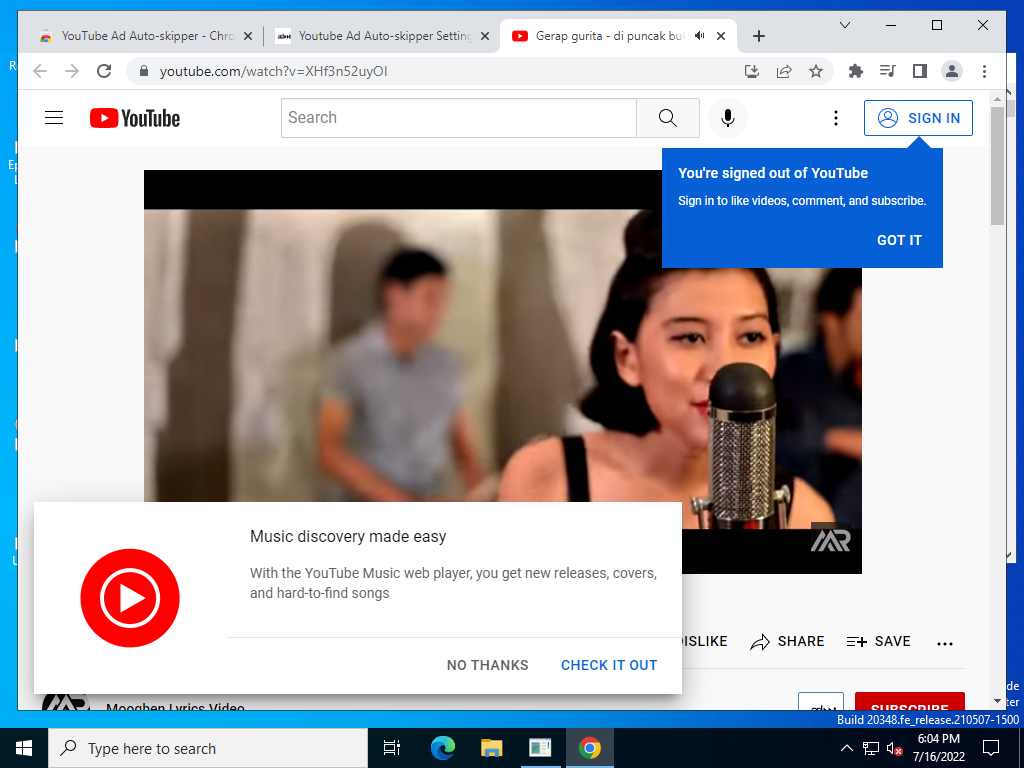 YouTube Ad Auto-skipper - Chro
Youtube Ad Auto-skipper Setting
Gerap gurita - di puncak buk
youtube.com/watch?v=XHf3n52uyOI
YouTube
Search
SIGN IN
You're signed out of YouTube
Sign in to like videos, comment, and subscribe.
GOT IT
MR
Music discovery made easy
With the YouTube Music web player, you get new releases, covers,
and hard-to-find songs
NO THANKS
CHECK IT OUT
DISLIKE
SHARE
SAVE
Mooghen Lyrics Video
SUBSCRIBE
Build 20348.fe_release.210507-1500
Type here to search
6:04 PM
7/16/2022